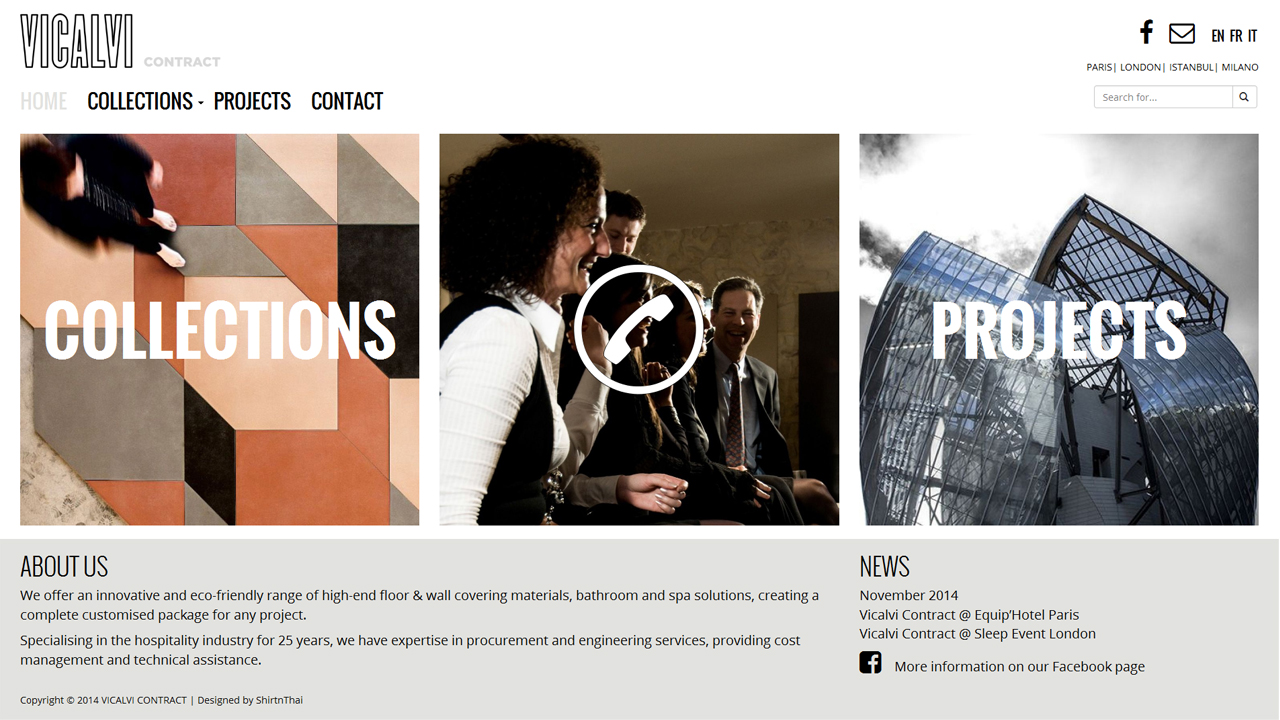 VICALVI CONTRACT
EN FR IT
PARIS| LONDON| ISTANBUL| MILANO
HOME COLLECTIONS PROJECTS CONTACT
Search for...
COLLECTIONS
PROJECTS
ABOUT US
We offer an innovative and eco-friendly range of high-end floor & wall covering materials, bathroom and spa solutions, creating a
complete customised package for any project.
Specialising in the hospitality industry for 25 years, we have expertise in procurement and engineering services, providing cost
management and technical assistance.
Copyright © 2014 VICALVI CONTRACT | Designed by ShirtnThai
NEWS
November 2014
Vicalvi Contract @ Equip’Hotel Paris
Vicalvi Contract @ Sleep Event London
More information on our Facebook page